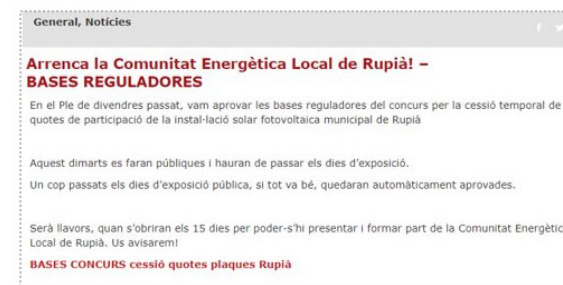 General, Notícies
Arrenca la Comunitat Energètica Local de Rupià! –
BASES REGULADORES
En el Ple de divendres passat, vam aprovar les bases reguladores del concurs per la cessió temporal de
quotes de participació de la instal·lació solar fotovoltaica municipal de Rupià
Aquest dimarts es faran públiques i hauran de passar els dies d'exposició.
Un cop passats els dies d'exposició pública, si tot va bé, quedaran automàticament aprovades.
Serà llavors, quan s'obriran els 15 dies per poder-s'hi presentar i formar part de la Comunitat Energètic
Local de Rupià. Us avisarem!
BASES CONCURS cessió quotes plaques Rupià